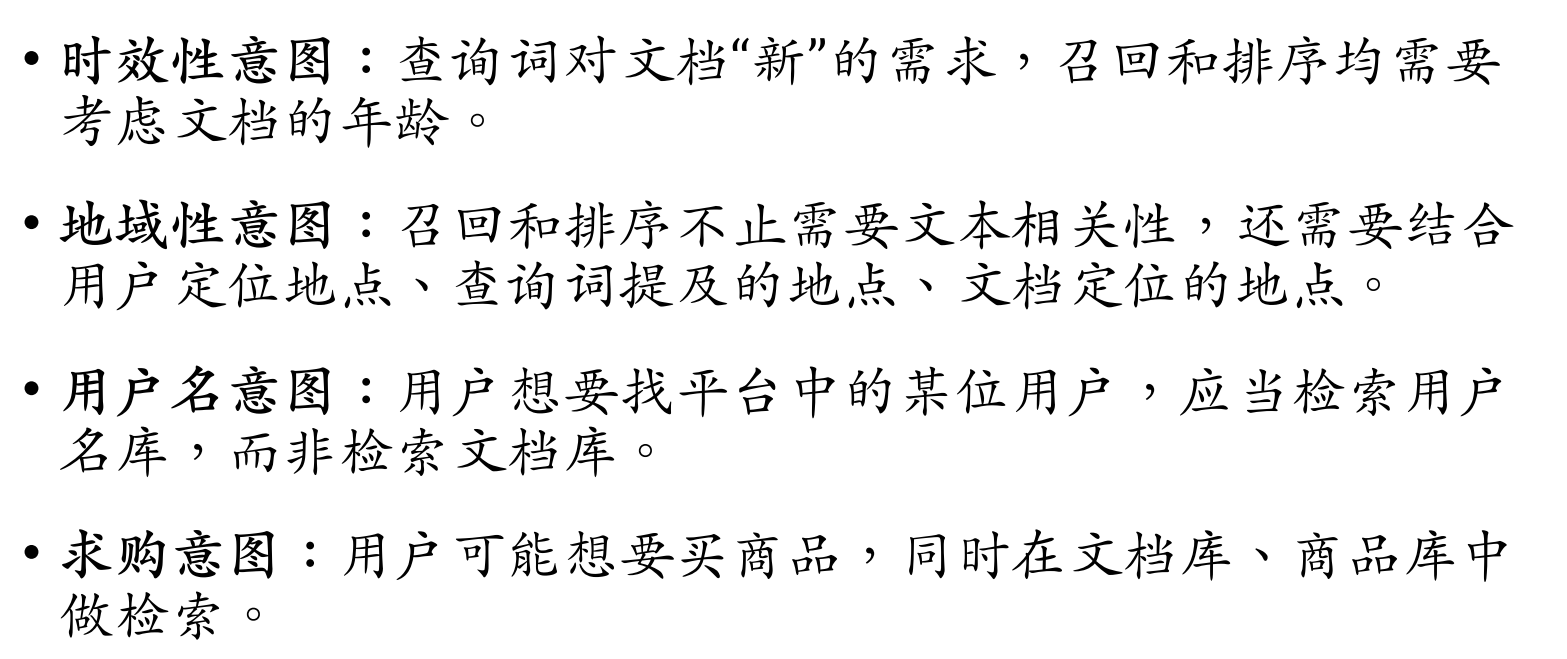 • 时效性意图：查询词对文档“新”的需求，召回和排序均需要
考虑文档的年龄。
• 地域性意图：召回和排序不止需要文本相关性，还需要结合
用户定位地点、查询词提及的地点、文档定位的地点。
• 用户名意图：用户想要找平台中的某位用户，应当检索用户
名库，而非检索文档库。
• 求购意图：用户可能想要买商品，同时在文档库、商品库中
做检索。